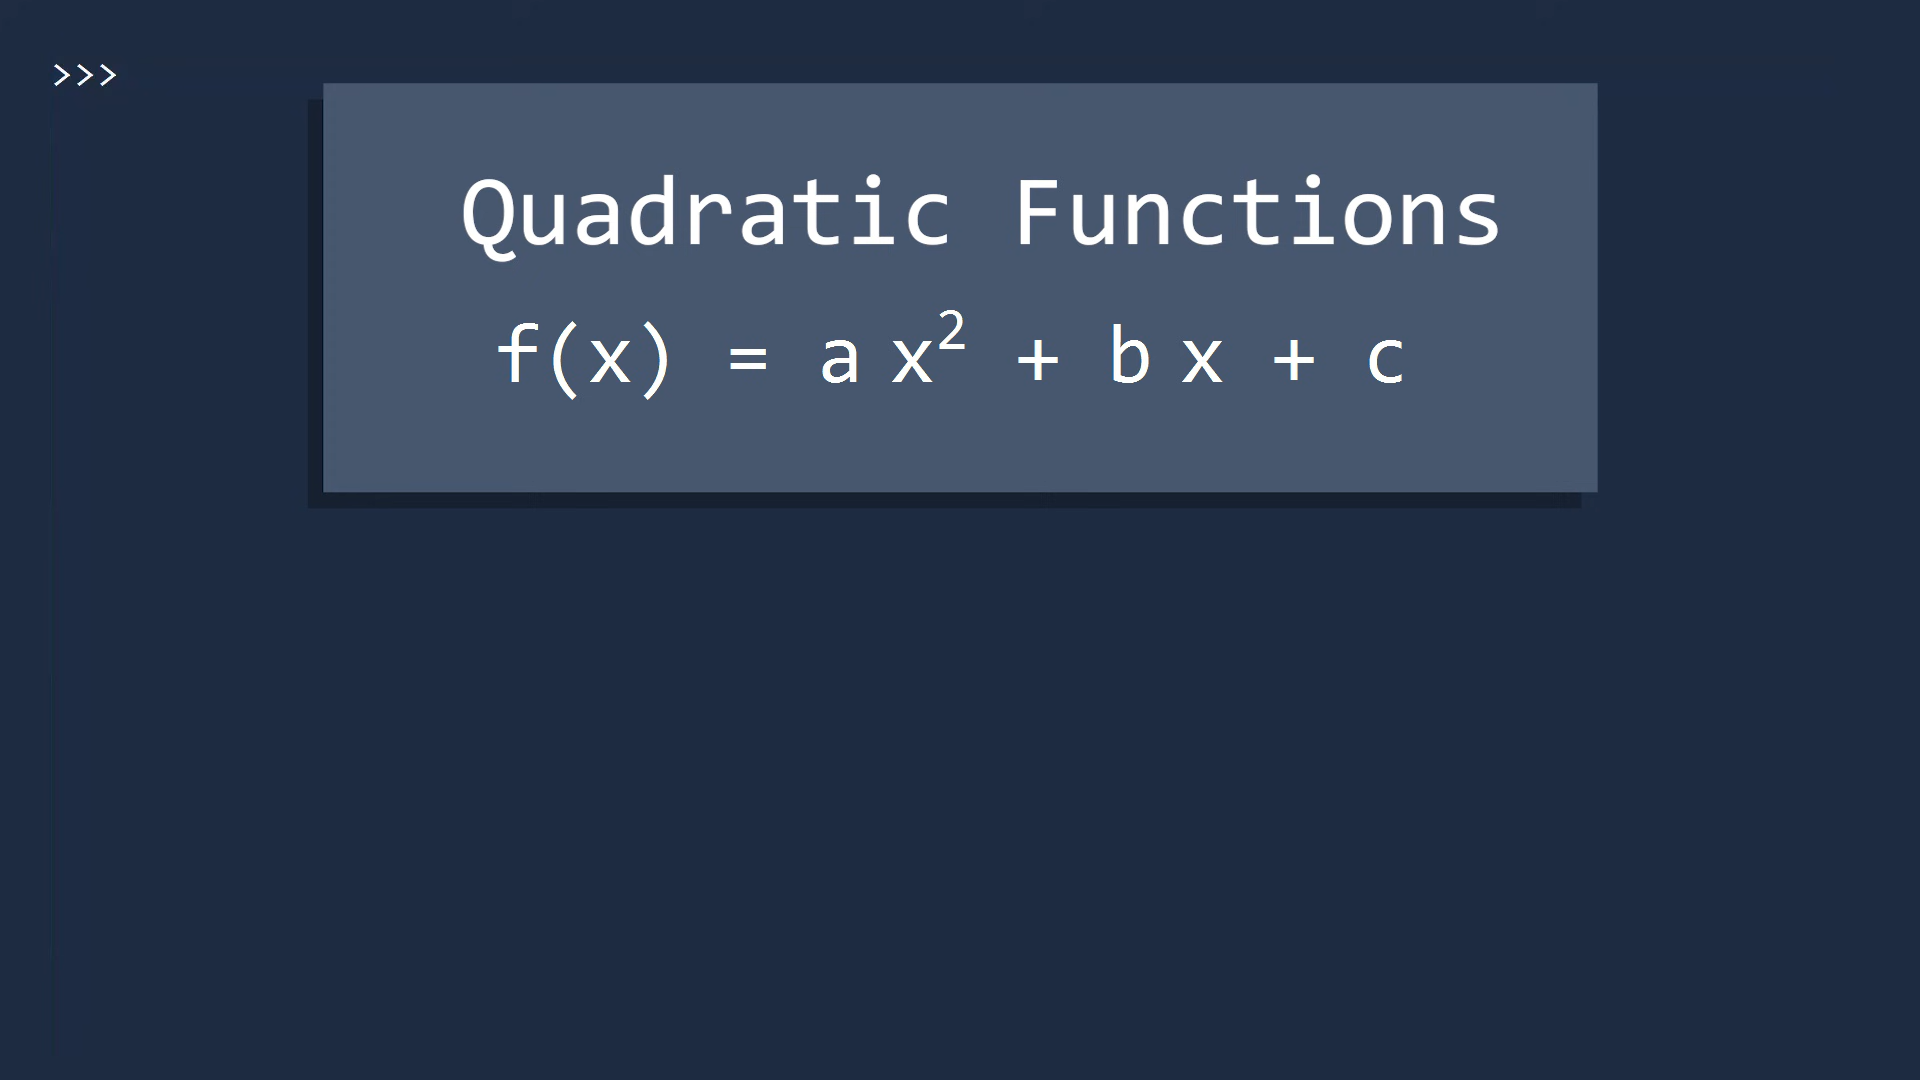 >>>
Quadratic Functions
f(x) = a x² + b x + c